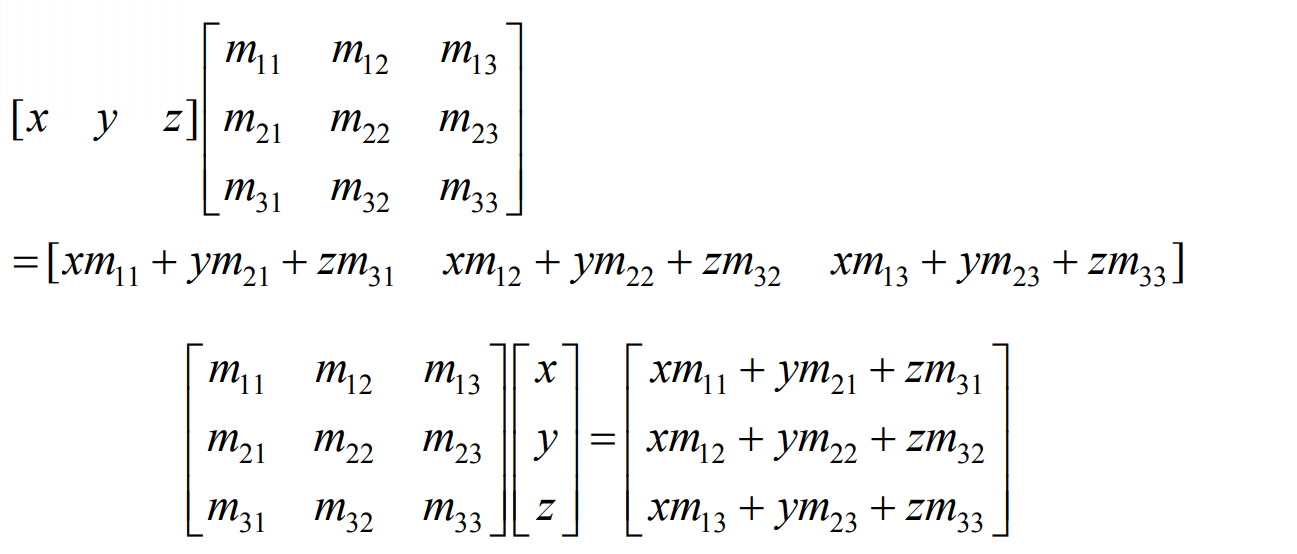 [x y z] [m₁₁ m₁₂ m₁₃
m₂₁ m₂₂ m₂₃
m₃₁ m₃₂ m₃₃]
=[xm₁₁ + ym₂₁ + zm₃₁ xm₁₂ + ym₂₂ + zm₃₂ xm₁₃ + ym₂₃ + zm₃₃]
[m₁₁ m₁₂ m₁₃ [x = [xm₁₁ + ym₂₁ + zm₃₁
m₂₁ m₂₂ m₂₃ y xm₁₂ + ym₂₂ + zm₃₂
m₃₁ m₃₂ m₃₃] z] xm₁₃ + ym₂₃ + zm₃₃]